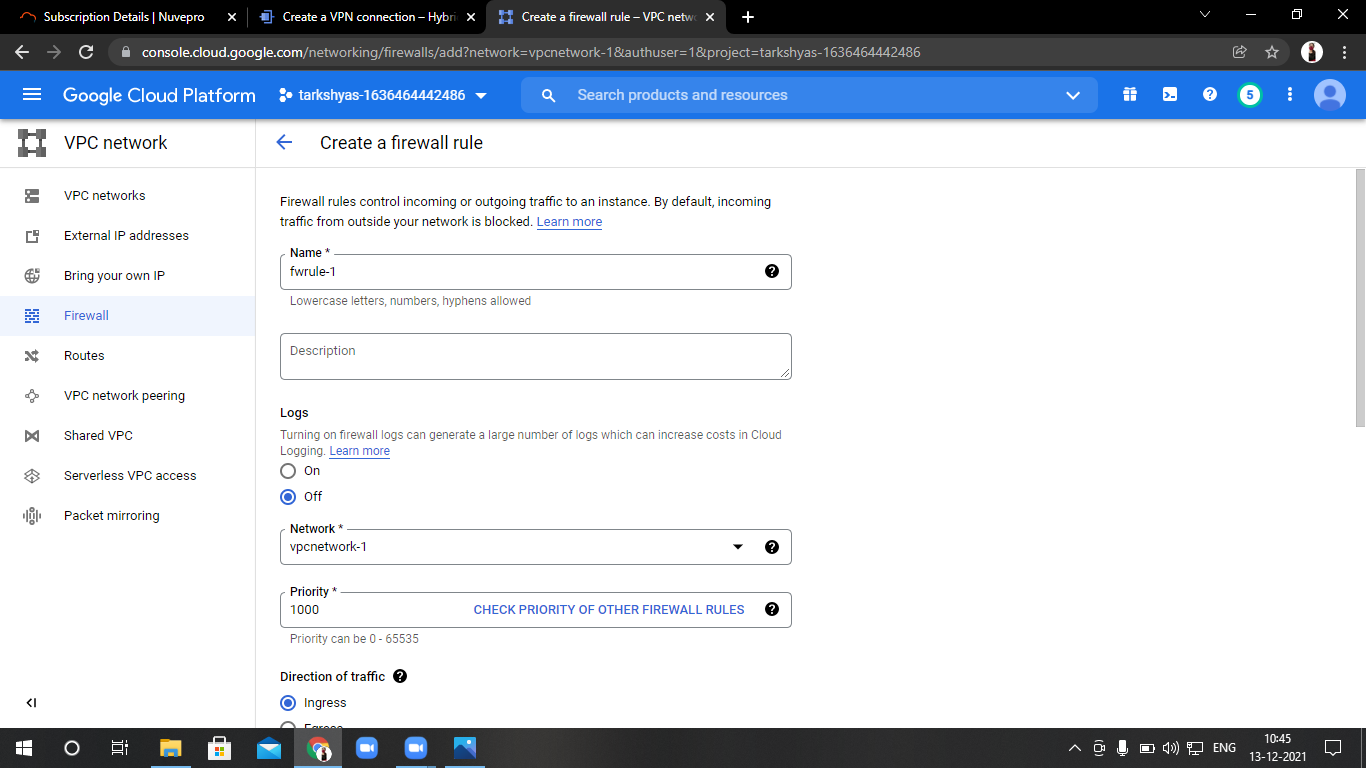 Subscription Details | Nuvepro
Create a VPN connection – Hybri
Create a firewall rule – VPC netwo
console.cloud.google.com/networking/firewalls/add?network=vpcnetwork-1&authuser=1&project=tarkshyas-1636464442486
Google Cloud Platform
tarkshyas-1636464442486
Search products and resources
5
VPC network
Create a firewall rule
VPC networks
External IP addresses
Bring your own IP
Firewall
Routes
VPC network peering
Shared VPC
Serverless VPC access
Packet mirroring
Firewall rules control incoming or outgoing traffic to an instance. By default, incoming
traffic from outside your network is blocked. Learn more
Name *
fwrule-1
Lowercase letters, numbers, hyphens allowed
Description
Logs
Turning on firewall logs can generate a large number of logs which can increase costs in Cloud
Logging. Learn more
On
Off
Network *
vpcnetwork-1
Priority *
1000 CHECK PRIORITY OF OTHER FIREWALL RULES
Priority can be 0 - 65535
Direction of traffic
Ingress
Egress
ENG
10:45
13-12-2021